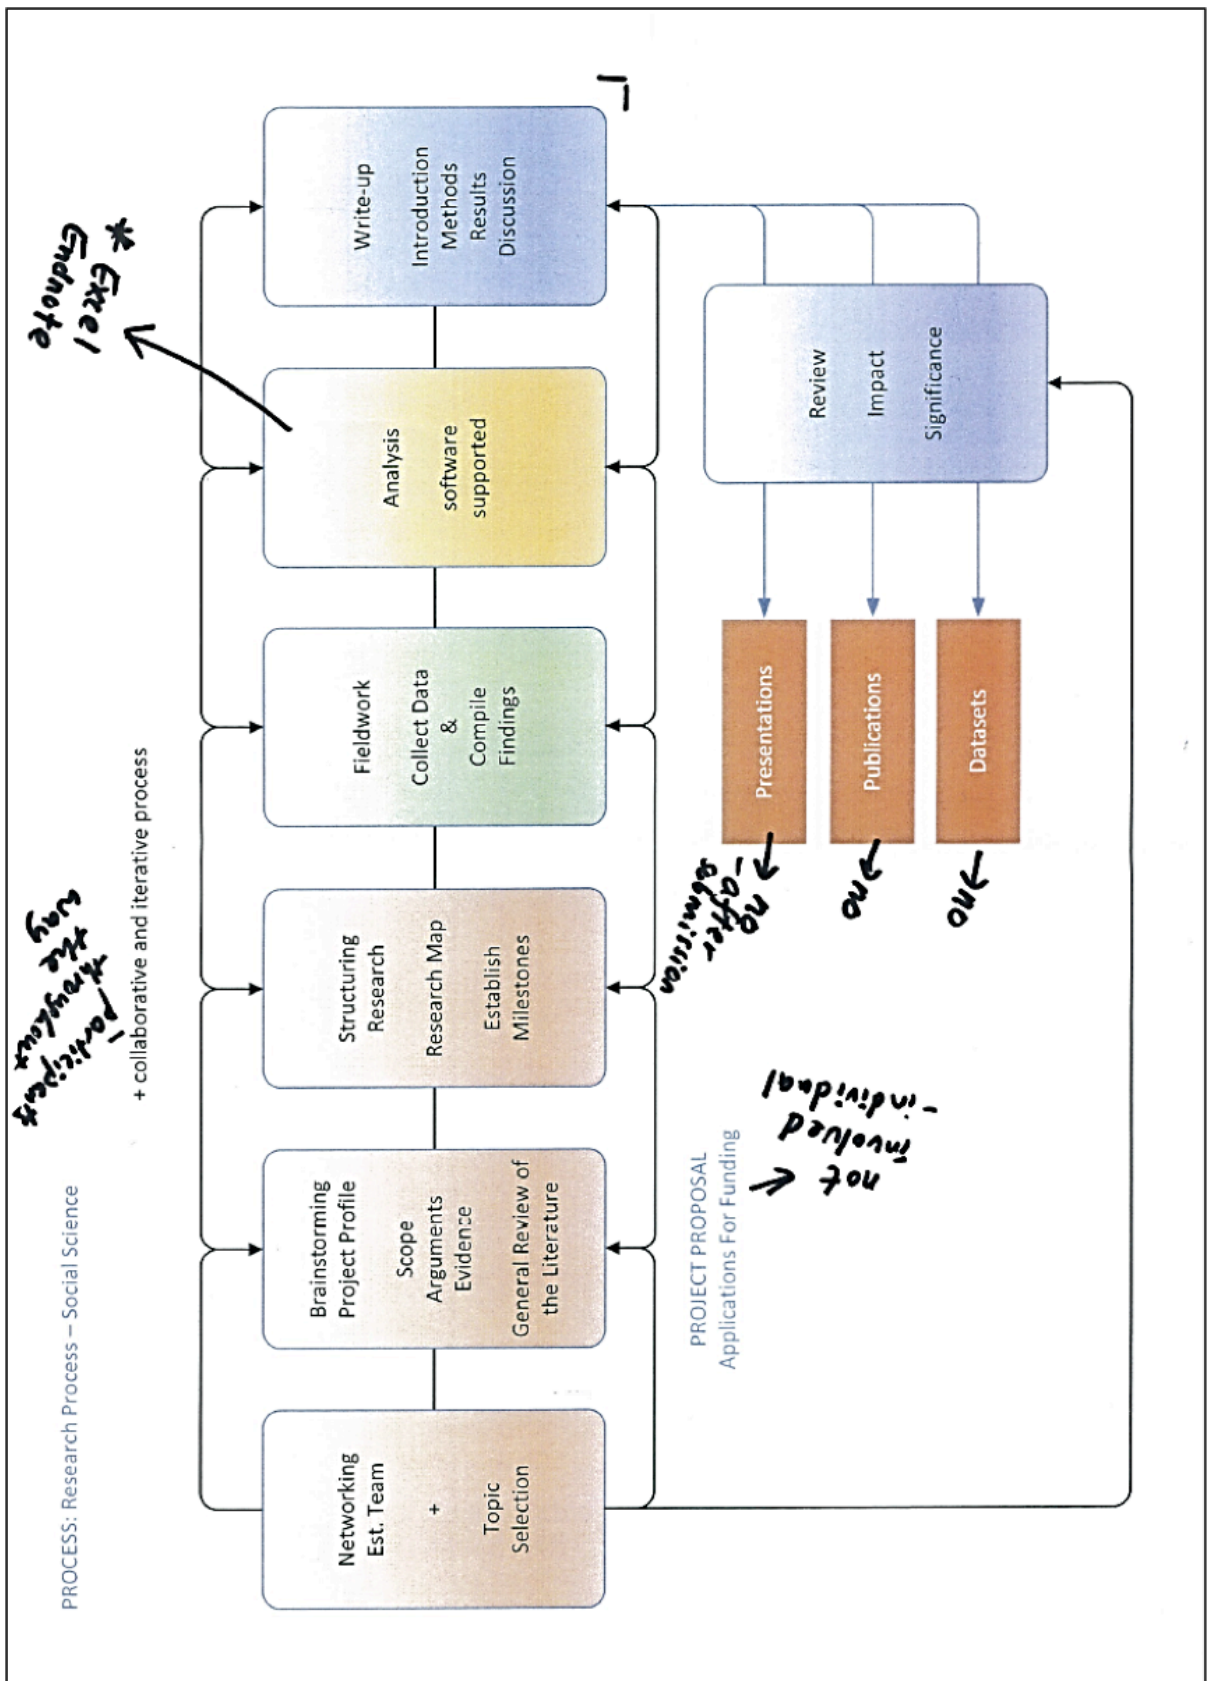 PROCESS: Research Process – Social Science
+ collaborative and iterative process
the
way
* Excel
Endnote
Networking
Est. Team
+
Topic
Selection
Brainstorming
Project Profile
Scope
Arguments
Evidence
General Review of
the Literature
Structuring
Research
Research Map
Establish
Milestones
Fieldwork
Collect Data
&
Compile
Findings
Analysis
software
supported
Write-up
Introduction
Methods
Results
Discussion
PROJECT PROPOSAL
Applications For Funding
not
involved
-individual
Presentations
→ no
- after
submission
Publications
→ no
Datasets
→ no
Review
Impact
Significance